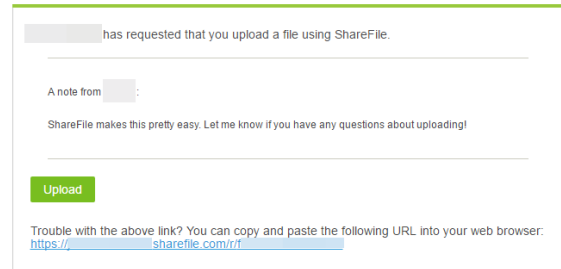 has requested that you upload a file using ShareFile.
A note from :
ShareFile makes this pretty easy. Let me know if you have any questions about uploading!
Upload
Trouble with the above link? You can copy and paste the following URL into your web browser:
https:// sharefile.com/r/f